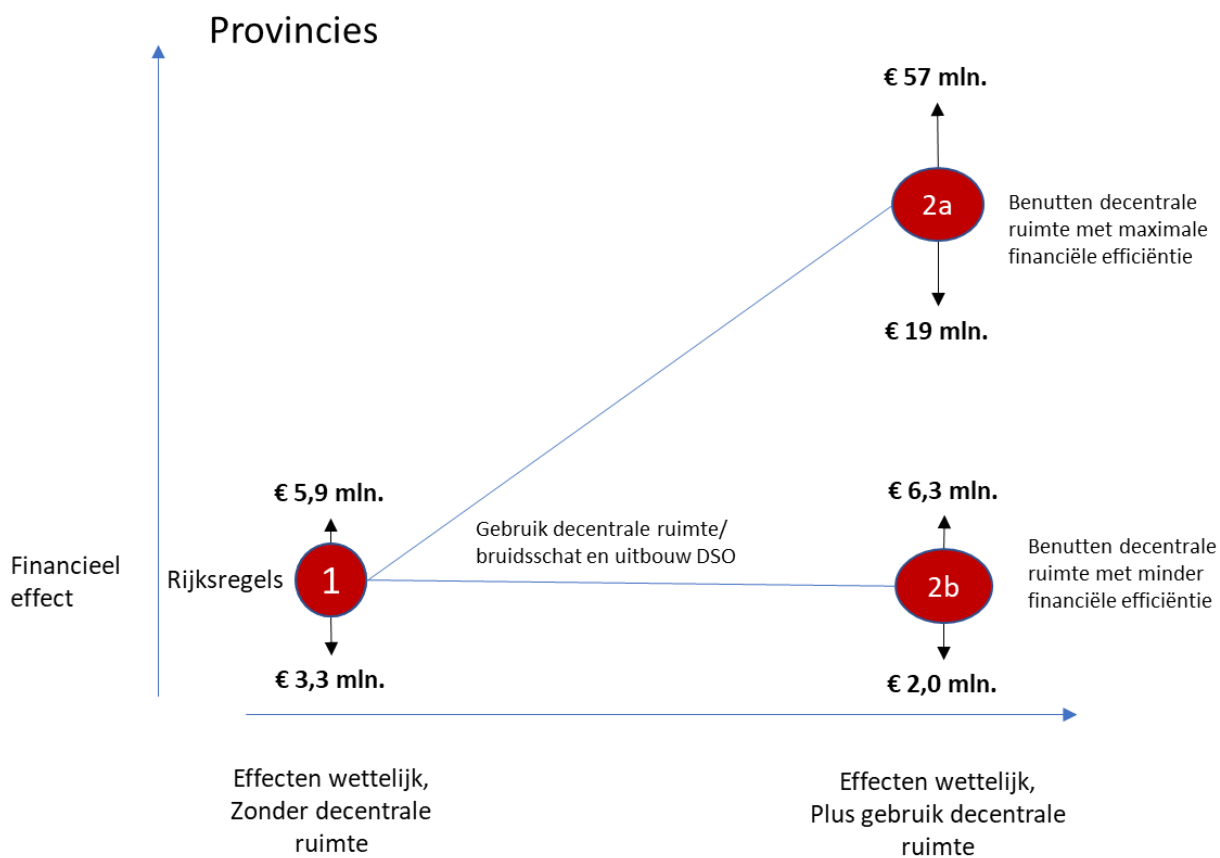 Provincies
€ 57 mln.
2a
Benutten decentrale
ruimte met maximale
financiële efficiëntie
€ 19 mln.
€ 5,9 mln.
€ 6,3 mln.
Gebruik decentrale ruimte/
bruidsschat en uitbouw DSO
Financieel
effect
Rijksregels
1
2b
Benutten decentrale
ruimte met minder
financiële efficiëntie
€ 3,3 mln.
€ 2,0 mln.
Effecten wettelijk,
Zonder decentrale
ruimte
Effecten wettelijk,
Plus gebruik decentrale
ruimte